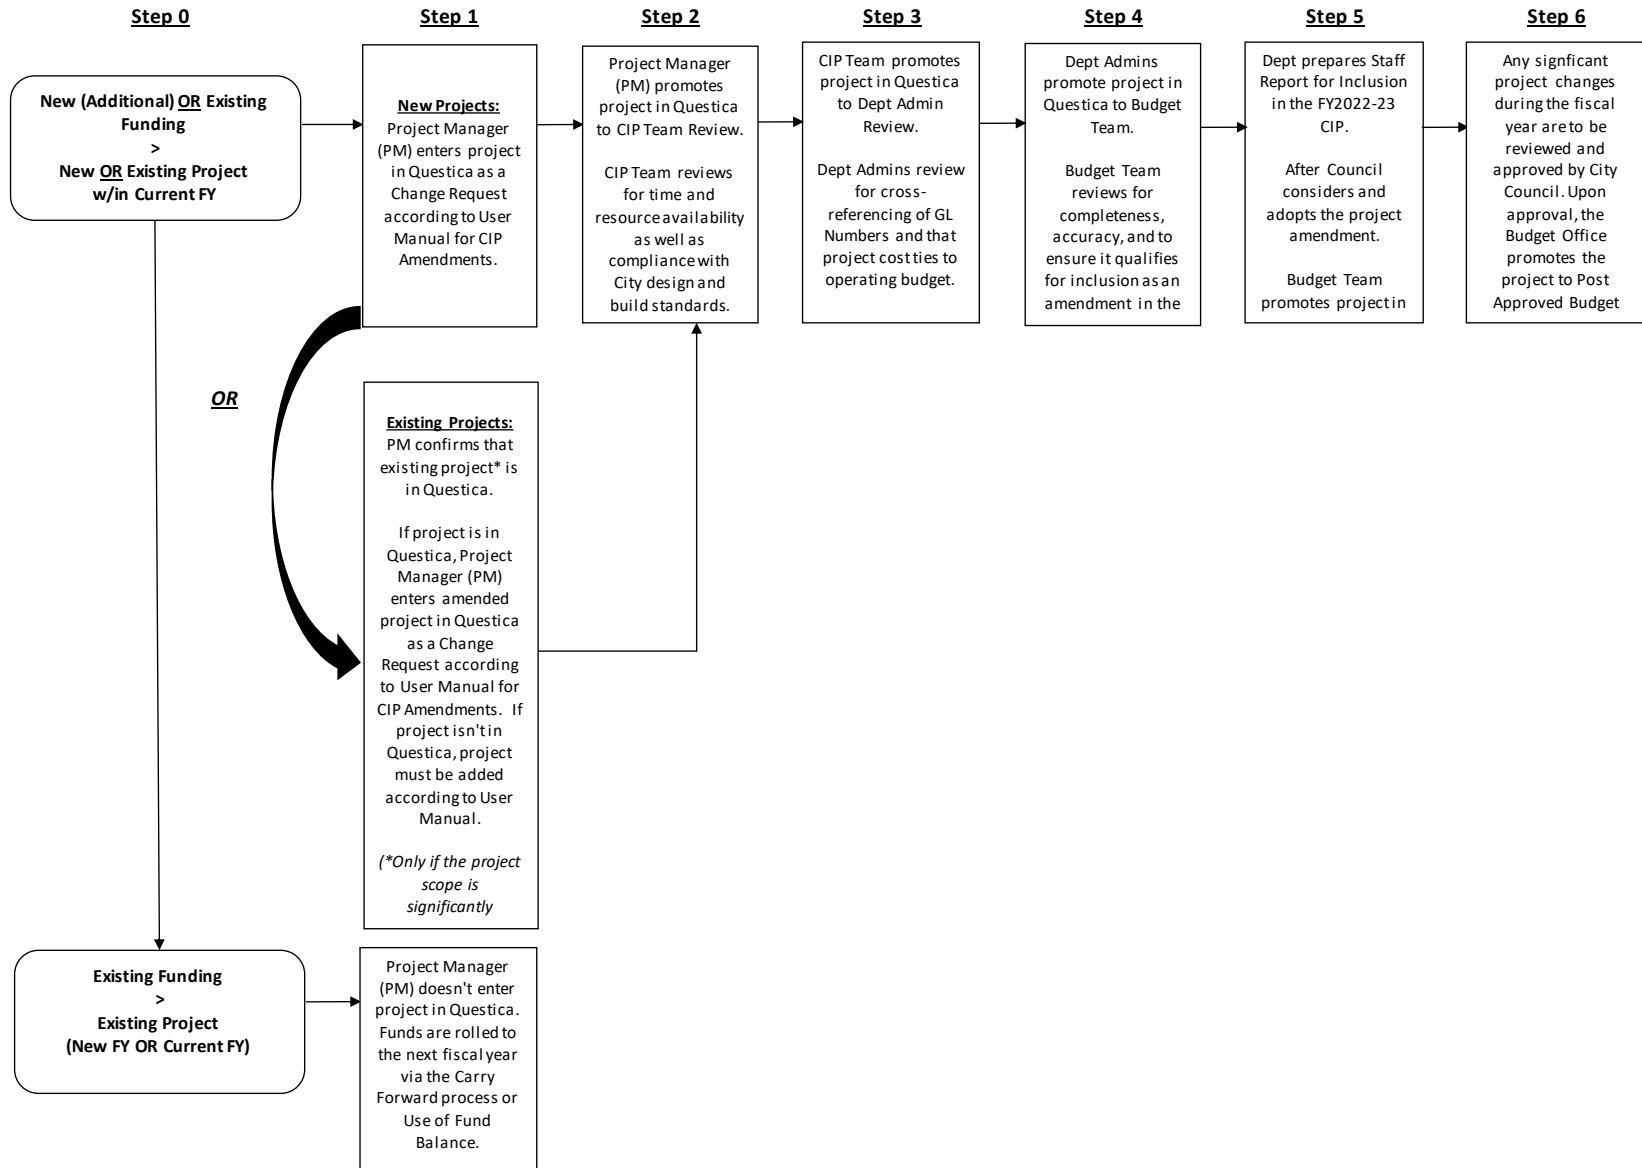 Step 0
Step 1
Step 2
Step 3
Step 4
Step 5
Step 6
New (Additional) OR Existing
Funding
>
New OR Existing Project
w/in Current FY
New Projects:
Project Manager
(PM) enters project
in Questica as a
Change Request
according to User
Manual for CIP
Amendments.
Project Manager
(PM) promotes
project in Questica
to CIP Team Review.
CIP Team reviews
for time and
resource availability
as well as
compliance with
City design and
build standards.
CIP Team promotes
project in Questica
to Dept Admin
Review.
Dept Admins review
for cross-
referencing of GL
Numbers and that
project cost ties to
operating budget.
Dept Admins
promote project in
Questica to Budget
Team.
Budget Team
reviews for
completeness,
accuracy, and to
ensure it qualifies
for inclusion as an
amendment in the
Dept prepares Staff
Report for Inclusion
in the FY2022-23
CIP.
After Council
considers and
adopts the project
amendment.
Budget Team
promotes project in
Any signficant
project changes
during the fiscal
year are to be
reviewed and
approved by City
Council. Upon
approval, the
Budget Office
promotes the
project to Post
Approved Budget
OR
Existing Projects:
PM confirms that
existing project* is
in Questica.
If project is in
Questica, Project
Manager (PM)
enters amended
project in Questica
as a Change
Request according
to User Manual for
CIP Amendments. If
project isn't in
Questica, project
must be added
according to User
Manual.
(*Only if the project
scope is
significantly
Existing Funding
>
Existing Project
(New FY OR Current FY)
Project Manager
(PM) doesn't enter
project in Questica.
Funds are rolled to
the next fiscal year
via the Carry
Forward process or
Use of Fund
Balance.